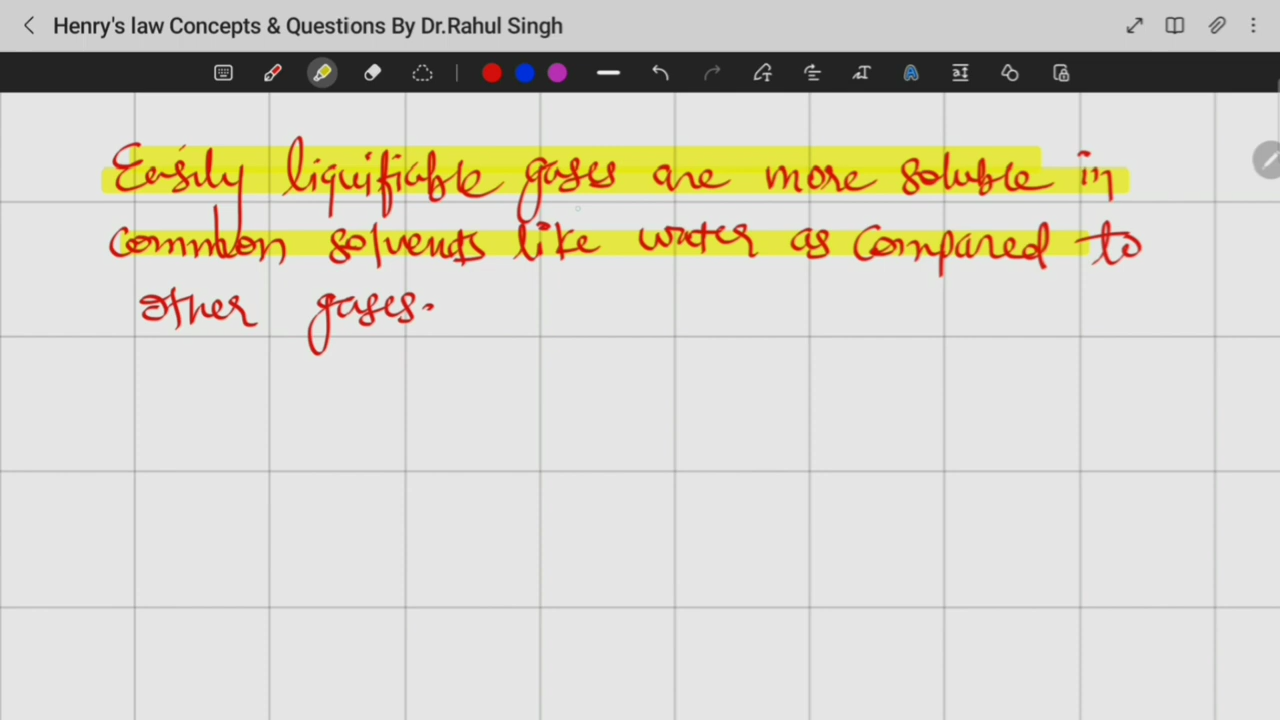 Henry's law Concepts & Questions By Dr.Rahul Singh
Easily liquifiable gases are more soluble in
common solvents like water as compared to
other gases.